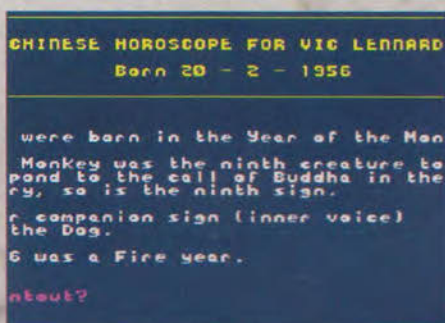 CHINESE HOROSCOPE FOR VIC LENNARD
Born 20 - 2 - 1956
were born in the Year of the Mon
Monkey was the ninth creature to
pond to the call of Buddha in the
ry, so is the ninth sign.
r companion sign (inner voice)
the Dog.
6 was a Fire year.
ntout?